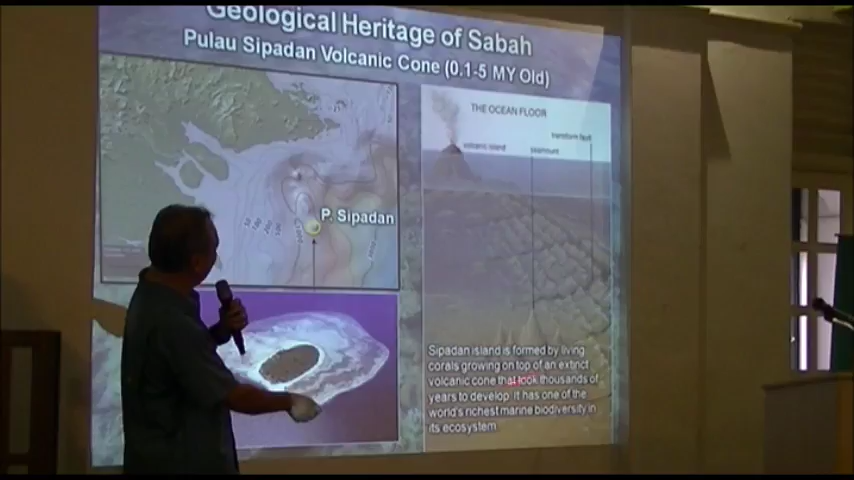 Geological Heritage of Sabah
Pulau Sipadan Volcanic Cone (0.1-5 MY Old)
P. Sipadan
THE OCEAN FLOOR
transform fault
volcanic island
seamount
Sipadan island is formed by living
corals growing on top of an extinct
volcanic cone that took thousands of
years to develop. It has one of the
world's richest marine biodiversity in
its ecosystem.